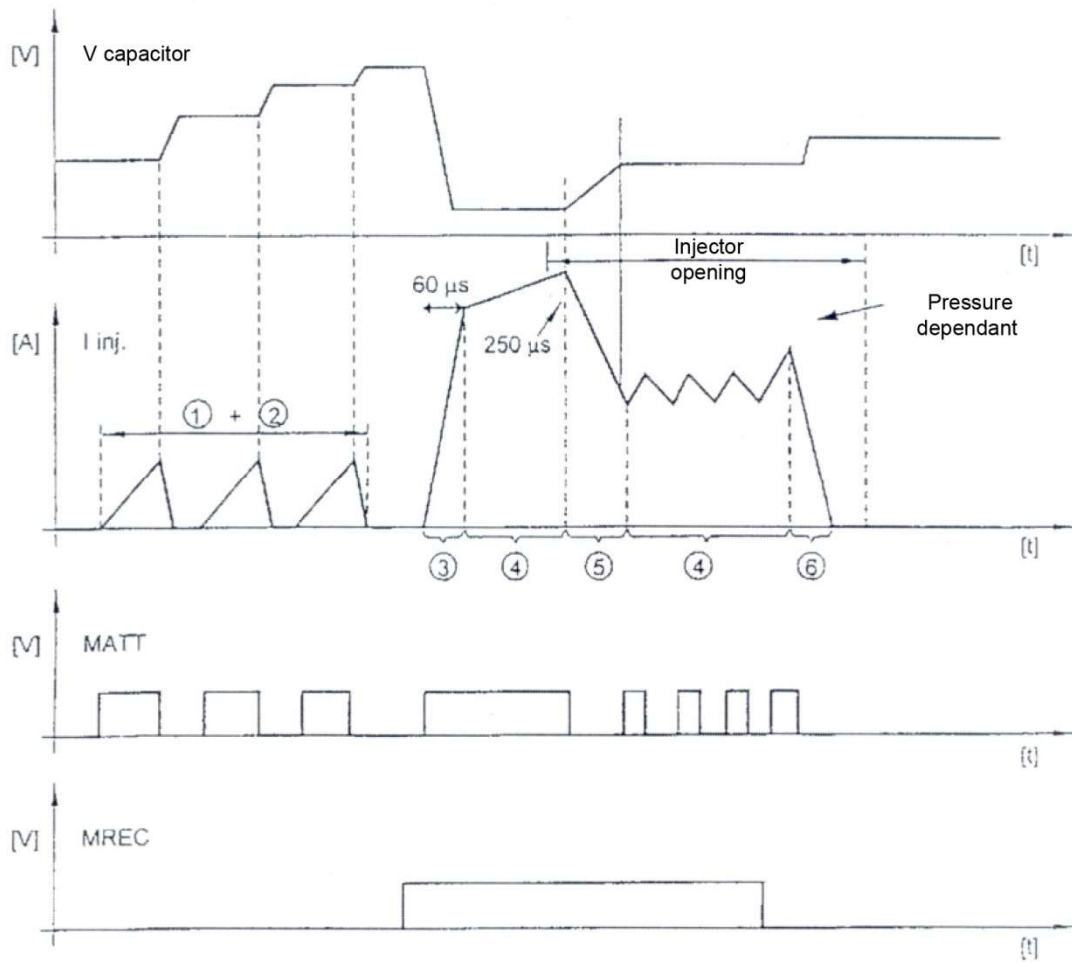 [V]
V capacitor
[t]
Injector
opening
60 µs
Pressure
dependant
[A]
I inj.
250 µs
1 + 2
[t]
3
4
5
4
6
[V]
MATT
[t]
[V]
MREC
[t]